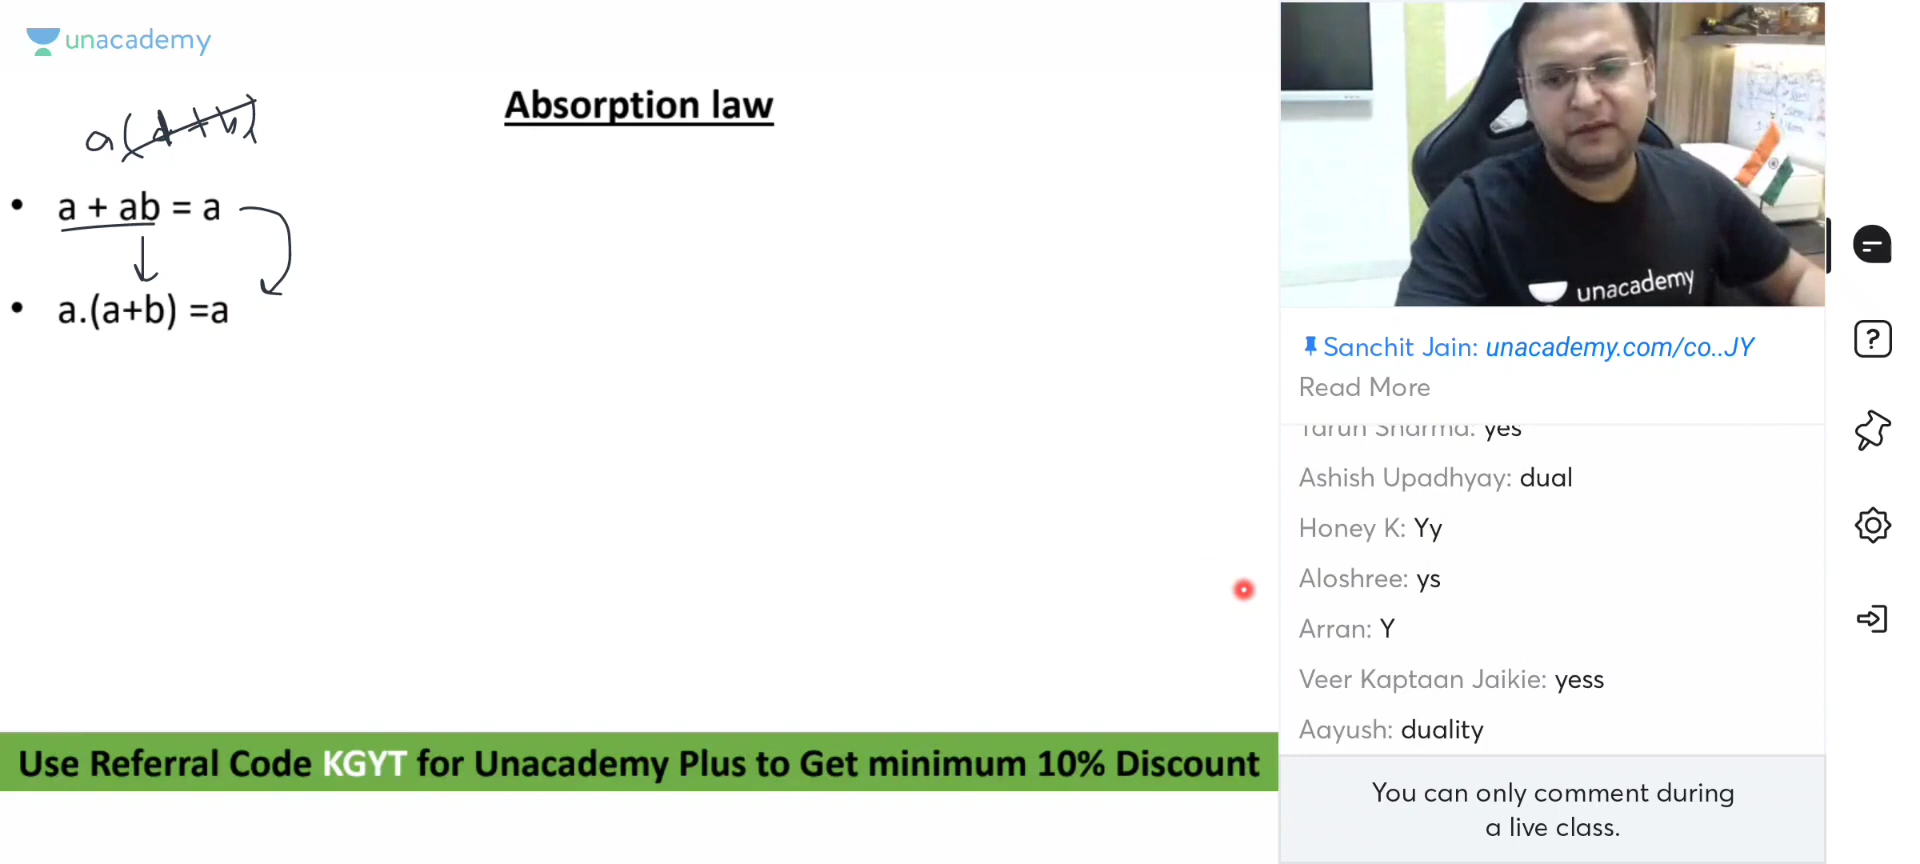 unacademy
Absorption law
a(
• a + ab = a
• a.(a+b) =a
Use Referral Code KGYT for Unacademy Plus to Get minimum 10% Discount
unacademy
Sanchit Jain: unacademy.com/co..JY
Read More
Tarun Sharma: yes
Ashish Upadhyay: dual
Honey K: Yy
Aloshree: ys
Arran: Y
Veer Kaptaan Jaikie: yess
Aayush: duality
You can only comment during
a live class.